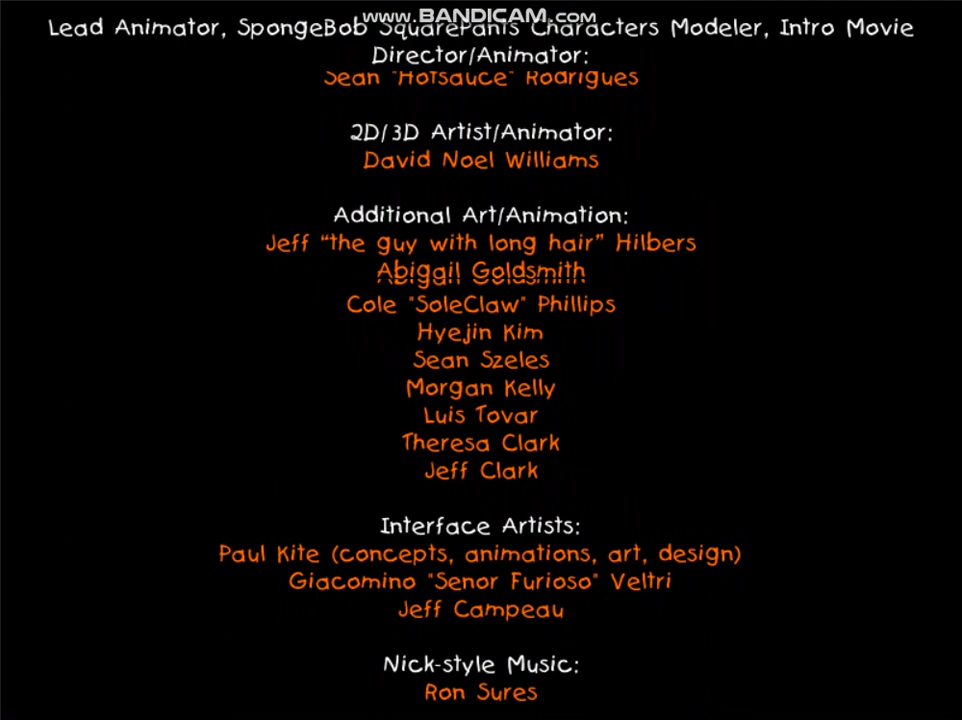 www.BANDICAM.com
Lead Animator, SpongeBob SquarePants Characters Modeler, Intro Movie
Director/Animator:
Sean "Hotsauce" Rodrigues
2D/3D Artist/Animator:
David Noel Williams
Additional Art/Animation:
Jeff “the guy with long hair” Hilbers
Abigail Goldsmith
Cole "SoleClaw" Phillips
Hyejin Kim
Sean Szeles
Morgan Kelly
Luis Tovar
Theresa Clark
Jeff Clark
Interface Artists:
Paul Kite (concepts, animations, art, design)
Giacomino "Senor Furioso" Veltri
Jeff Campeau
Nick-style Music:
Ron Sures